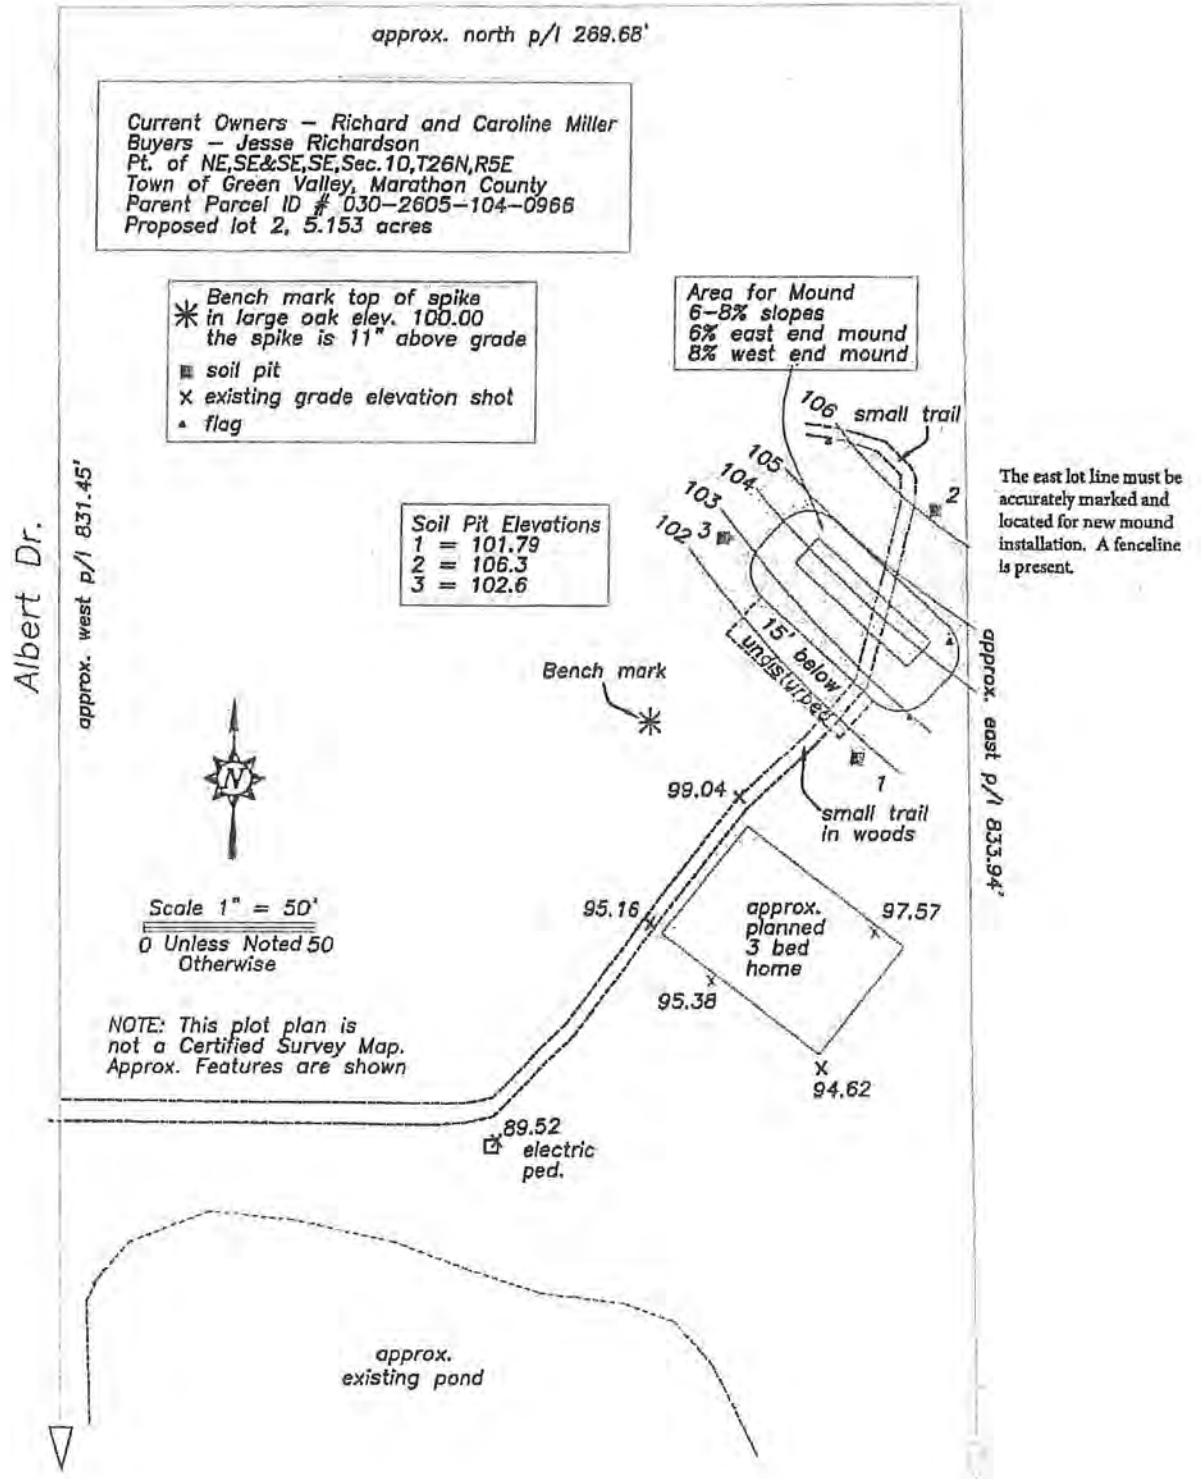 approx. north p/l 269.68'
Current Owners – Richard and Caroline Miller
Buyers – Jesse Richardson
Pt. of NE,SE&SE,SE,Sec.10,T26N,R5E
Town of Green Valley, Marathon County
Parent Parcel ID # 030–2605–104–0966
Proposed lot 2, 5.153 acres
Bench mark top of spike
in large oak elev. 100.00
the spike is 11" above grade
soil pit
x existing grade elevation shot
flag
Area for Mound
6–8% slopes
6% east end mound
8% west end mound
106
small trail
105
104
103
102
3
2
The east lot line must be
accurately marked and
located for new mound
installation. A fenceline
is present.
Soil Pit Elevations
1 = 101.79
2 = 106.3
3 = 102.6
Albert Dr.
approx. west p/l 831.45'
15' below
undisturbed
approx. east p/l 833.94'
Bench mark
N
1
99.04
small trail
in woods
Scale 1" = 50'
0 Unless Noted 50
Otherwise
95.16
approx.
planned
3 bed
home
97.57
95.38
94.62
NOTE: This plot plan is
not a Certified Survey Map.
Approx. Features are shown
89.52
electric
ped.
approx.
existing pond